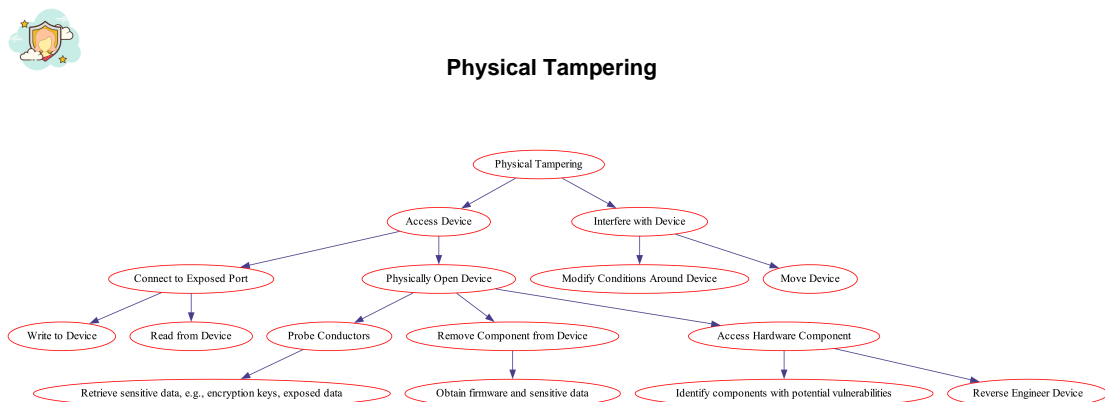 Physical Tampering
Physical Tampering
Access Device
Interfere with Device
Connect to Exposed Port
Physically Open Device
Modify Conditions Around Device
Move Device
Write to Device
Read from Device
Probe Conductors
Remove Component from Device
Access Hardware Component
Retrieve sensitive data, e.g., encryption keys, exposed data
Obtain firmware and sensitive data
Identify components with potential vulnerabilities
Reverse Engineer Device